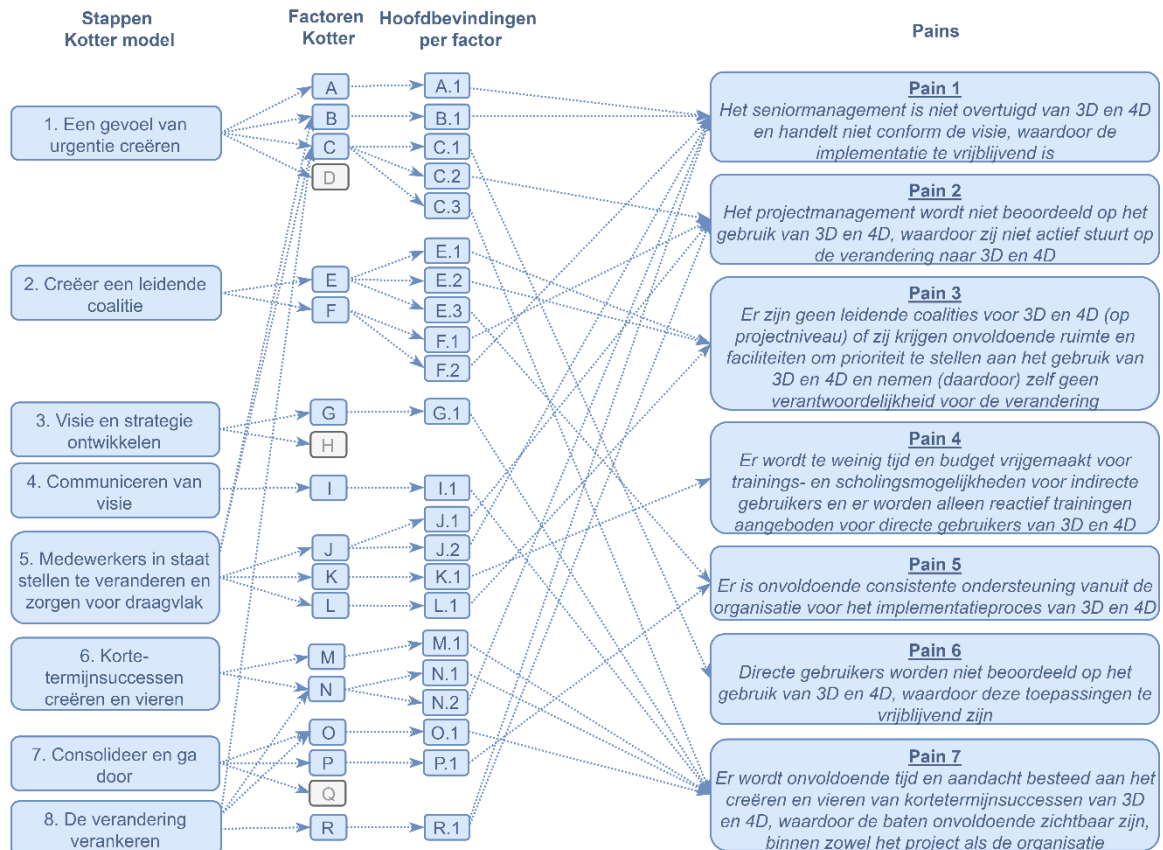 Stappen
Kotter model
Factoren
Kotter
Hoofdbevindingen
per factor
Pains
1. Een gevoel van
urgentie creëren
2. Creëer een leidende
coalitie
3. Visie en strategie
ontwikkelen
4. Communiceren van
visie
5. Medewerkers in staat
stellen te veranderen en
zorgen voor draagvlak
6. Korte-
termijnsuccessen
creëren en vieren
7. Consolideer en ga
door
8. De verandering
verankeren
A
B
C
D
E
F
G
H
I
J
K
L
M
N
O
P
Q
R
A.1
B.1
C.1
C.2
C.3
E.1
E.2
E.3
F.1
F.2
G.1
I.1
J.1
J.2
K.1
L.1
M.1
N.1
N.2
O.1
P.1
R.1
Pain 1
Het seniormanagement is niet overtuigd van 3D en 4D
en handelt niet conform de visie, waardoor de
implementatie te vrijblijvend is
Pain 2
Het projectmanagement wordt niet beoordeeld op het
gebruik van 3D en 4D, waardoor zij niet actief stuurt op
de verandering naar 3D en 4D
Pain 3
Er zijn geen leidende coalities voor 3D en 4D (op
projectniveau) of zij krijgen onvoldoende ruimte en
faciliteiten om prioriteit te stellen aan het gebruik van
3D en 4D en nemen (daardoor) zelf geen
verantwoordelijkheid voor de verandering
Pain 4
Er wordt te weinig tijd en budget vrijgemaakt voor
trainings- en scholingsmogelijkheden voor indirecte
gebruikers en er worden alleen reactief trainingen
aangeboden voor directe gebruikers van 3D en 4D
Pain 5
Er is onvoldoende consistente ondersteuning vanuit de
organisatie voor het implementatieproces van 3D en 4D
Pain 6
Directe gebruikers worden niet beoordeeld op het
gebruik van 3D en 4D, waardoor deze toepassingen te
vrijblijvend zijn
Pain 7
Er wordt onvoldoende tijd en aandacht besteed aan het
creëren en vieren van kortetermijnsuccessen van 3D
en 4D, waardoor de baten onvoldoende zichtbaar zijn,
binnen zowel het project als de organisatie